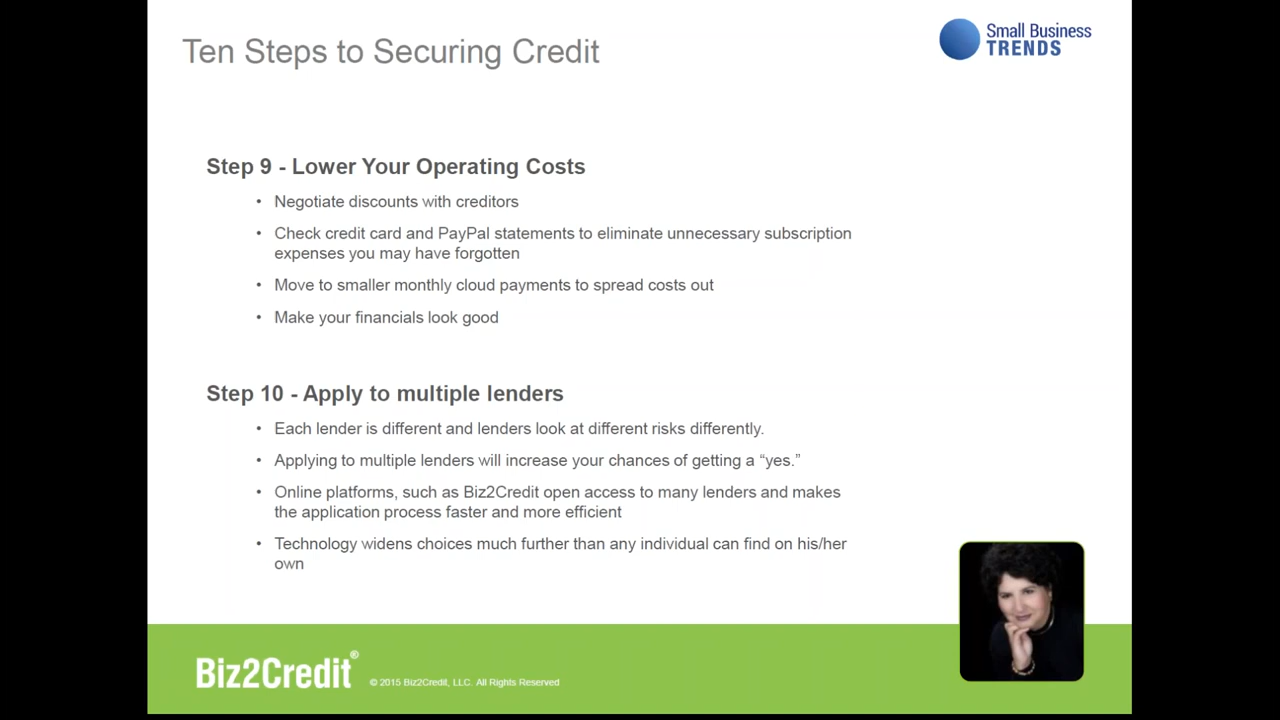 Ten Steps to Securing Credit
Small Business
TRENDS
Step 9 - Lower Your Operating Costs
• Negotiate discounts with creditors
• Check credit card and PayPal statements to eliminate unnecessary subscription
expenses you may have forgotten
• Move to smaller monthly cloud payments to spread costs out
• Make your financials look good
Step 10 - Apply to multiple lenders
• Each lender is different and lenders look at different risks differently.
• Applying to multiple lenders will increase your chances of getting a “yes.”
• Online platforms, such as Biz2Credit open access to many lenders and makes
the application process faster and more efficient
• Technology widens choices much further than any individual can find on his/her
own
Biz2Credit® © 2015 Biz2Credit, LLC. All Rights Reserved